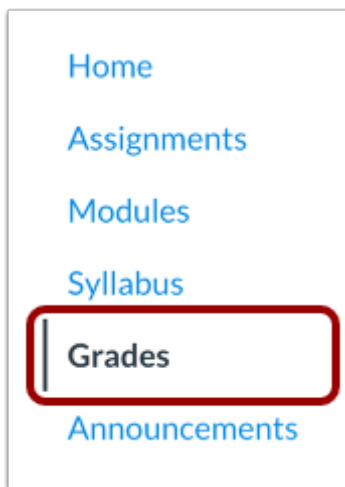 Home
Assignments
Modules
Syllabus
Grades
Announcements